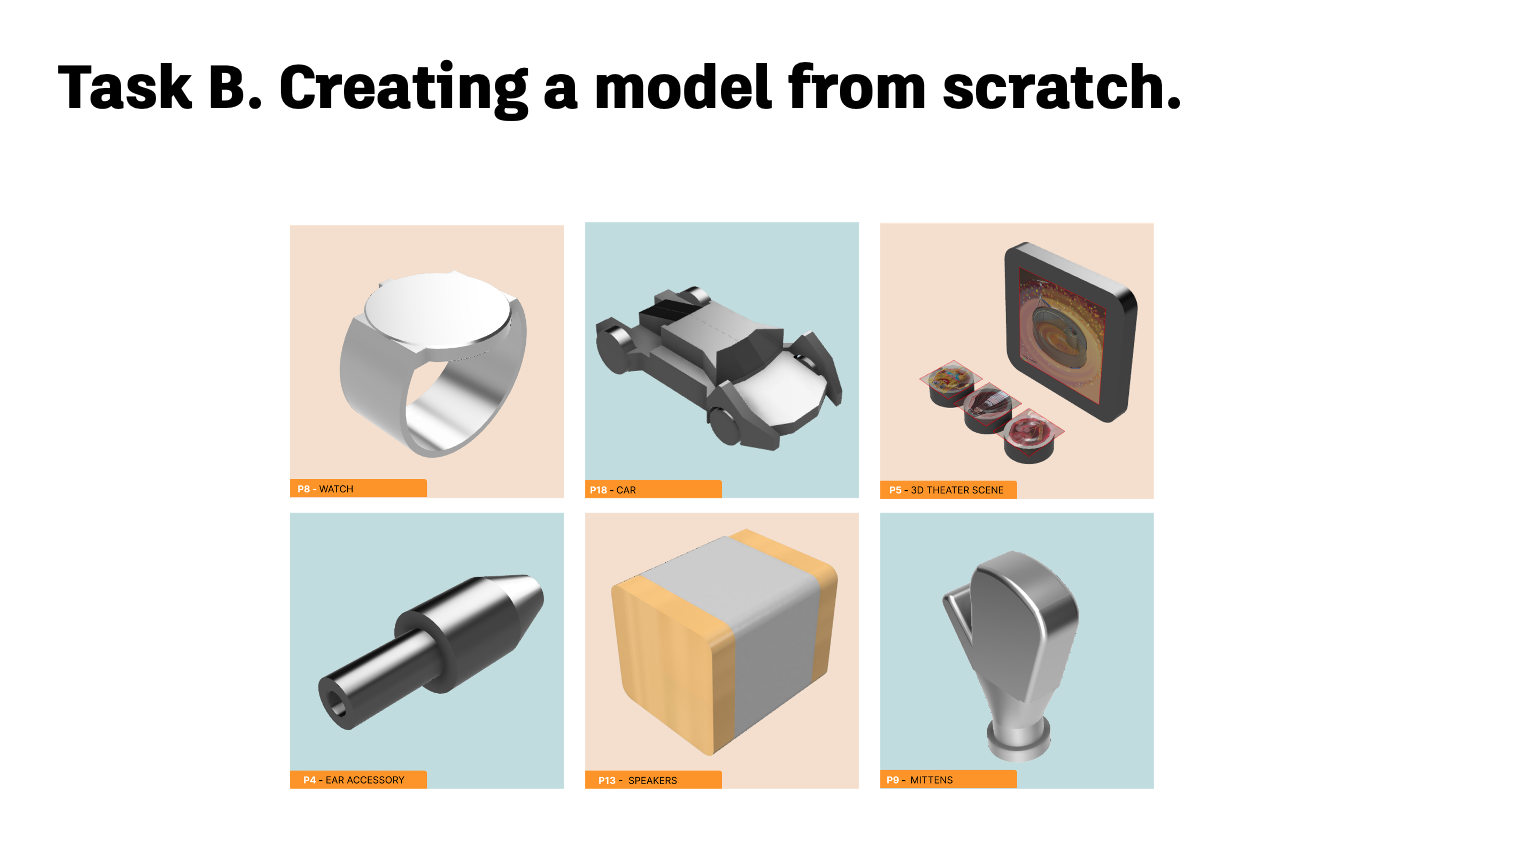 Task B. Creating a model from scratch.
P8 - WATCH
P18 - CAR
P5 - 3D THEATER SCENE
P4 - EAR ACCESSORY
P13 - SPEAKERS
P9 - MITTENS